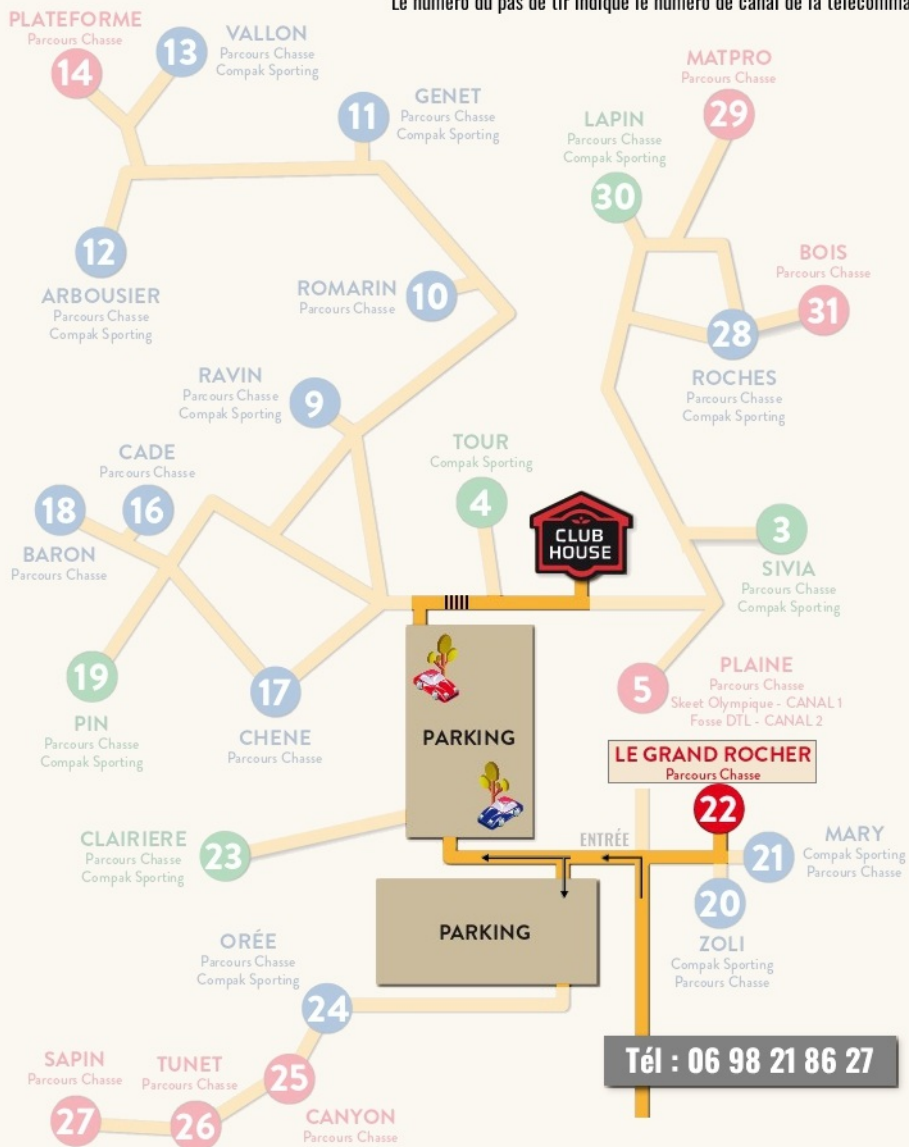 Le numéro du pas de tir indique le numéro de canal de la
PLATEFORME
Parcours Chasse
14
13
VALLON
Parcours Chasse
Compak Sporting
11
GENET
Parcours Chasse
Compak Sporting
MATPRO
Parcours Chasse
29
LAPIN
Parcours Chasse
Compak Sporting
30
12
ARBOUSIER
Parcours Chasse
Compak Sporting
ROMARIN
Parcours Chasse
10
BOIS
Parcours Chasse
31
28
ROCHES
Parcours Chasse
Compak Sporting
RAVIN
Parcours Chasse
Compak Sporting
9
TOUR
Compak Sporting
4
CADE
Parcours Chasse
16
18
BARON
Parcours Chasse
CLUB
HOUSE
3
SIVIA
Parcours Chasse
Compak Sporting
19
PIN
Parcours Chasse
Compak Sporting
17
CHENE
Parcours Chasse
5
PLAINE
Parcours Chasse
Skeet Olympique - CANAL 1
Fosse DTL - CANAL 2
PARKING
LE GRAND ROCHER
Parcours Chasse
22
CLAIRIERE
Parcours Chasse
Compak Sporting
23
ENTRÉE
21
MARY
Compak Sporting
Parcours Chasse
20
ZOLI
Compak Sporting
Parcours Chasse
PARKING
ORÉE
Parcours Chasse
Compak Sporting
24
Tél : 06 98 21 86 27
SAPIN
Parcours Chasse
27
TUNET
Parcours Chasse
26
25
CANYON
Parcours Chasse